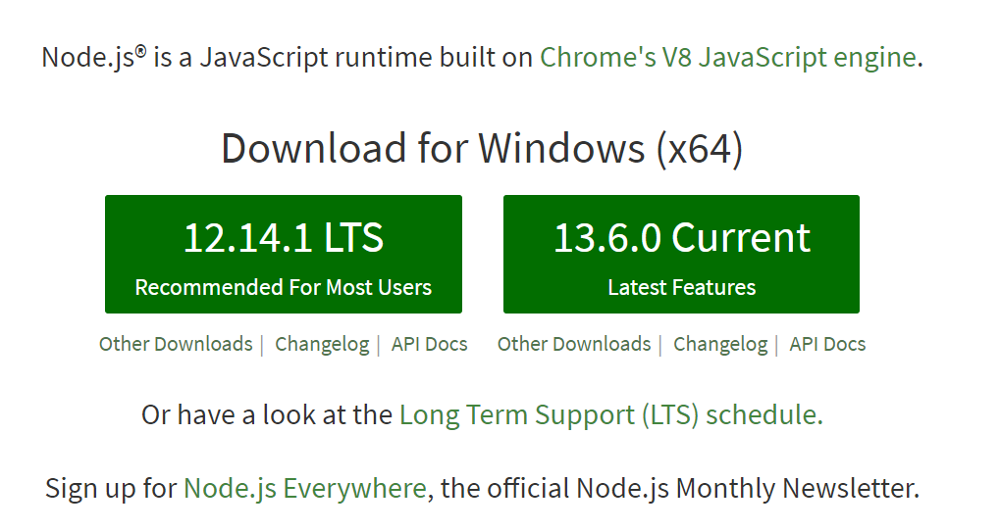 Node.js® is a JavaScript runtime built on Chrome's V8 JavaScript engine.
Download for Windows (x64)
12.14.1 LTS
Recommended For Most Users
Other Downloads | Changelog | API Docs
13.6.0 Current
Latest Features
Other Downloads | Changelog | API Docs
Or have a look at the Long Term Support (LTS) schedule.
Sign up for Node.js Everywhere, the official Node.js Monthly Newsletter.